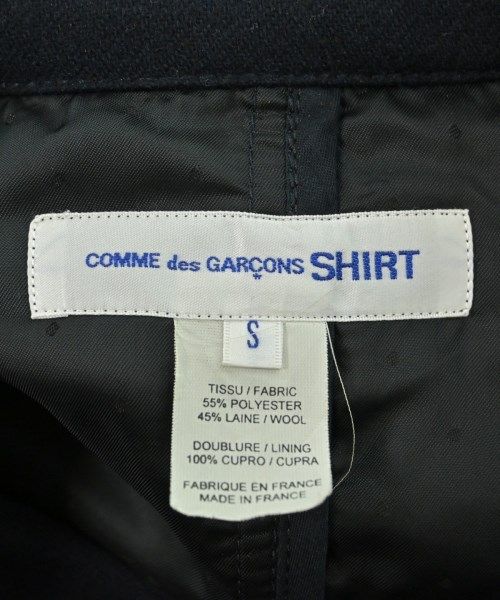 COMME des GARÇONS SHIRT
S
TISSU / FABRIC
55% POLYESTER
45% LAINE / WOOL
DOUBLURE / LINING
100% CUPRO / CUPRA
FABRIQUE EN FRANCE
MADE IN FRANCE